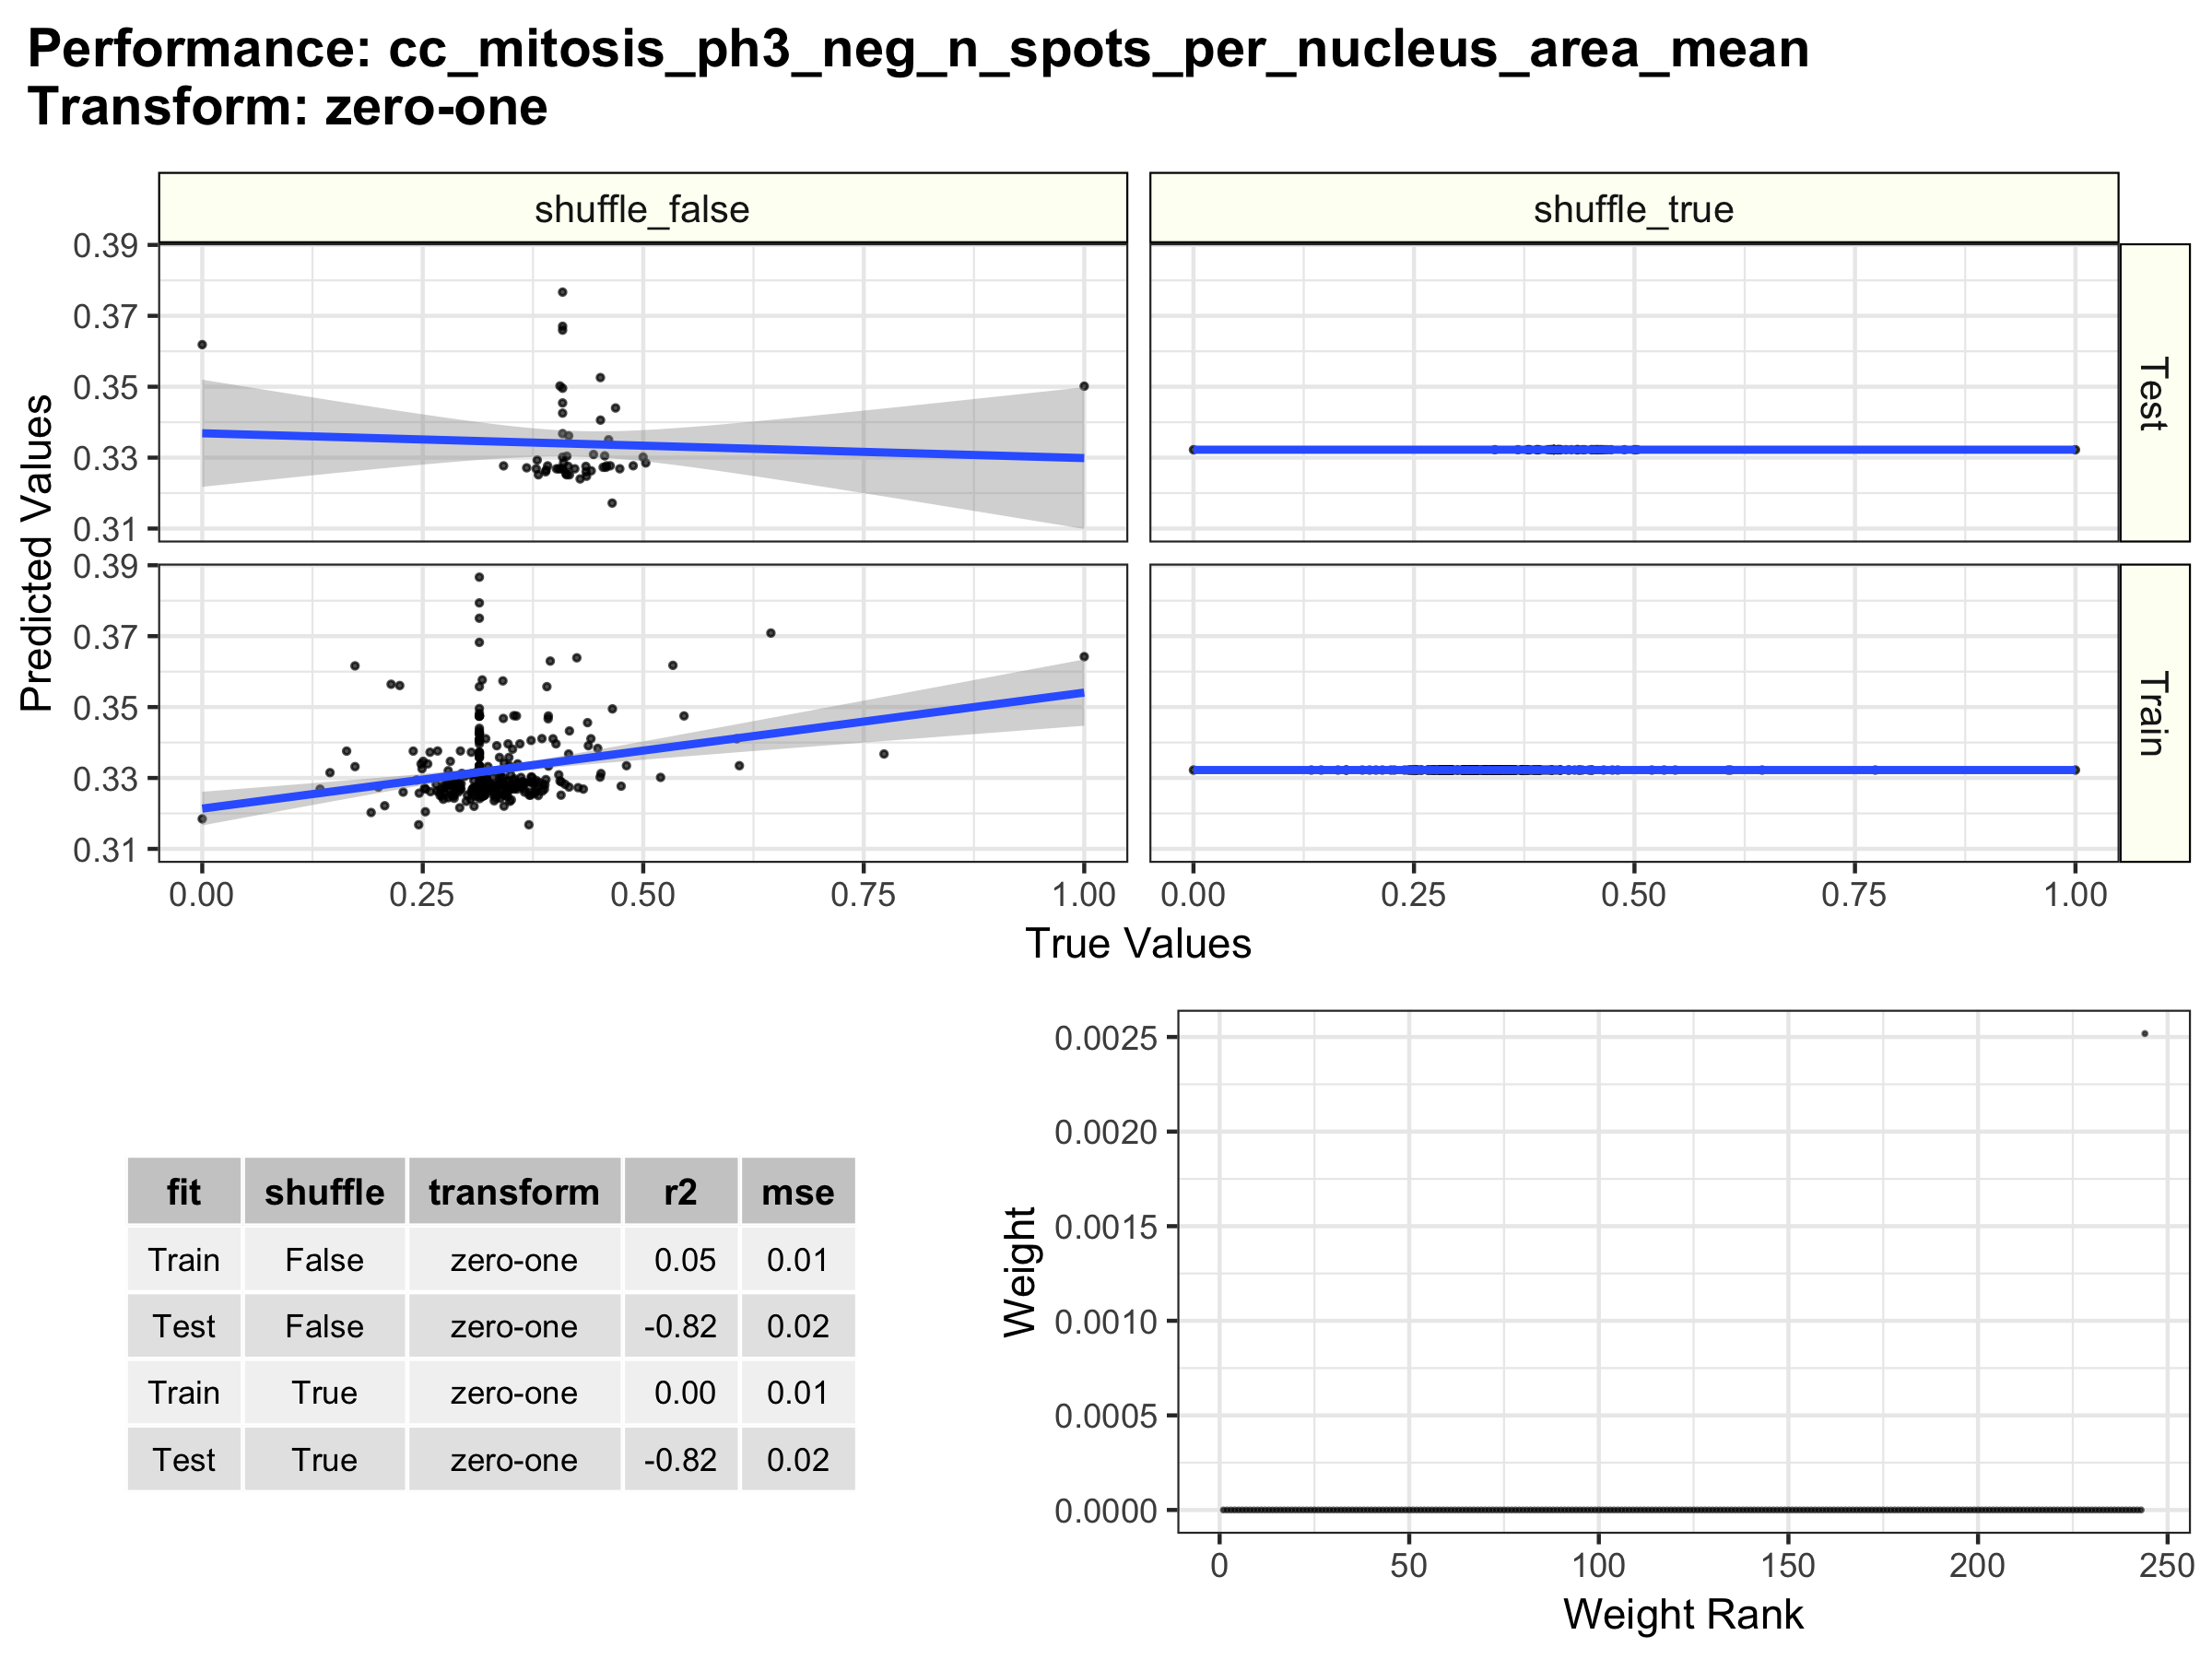 Performance: cc_mitosis_ph3_neg_n_spots_per_nucleus_area_mean
Transform: zero-one
shuffle_false
shuffle_true
0.39
0.37
0.35
0.33
0.31
Test
0.39
0.37
0.35
0.33
0.31
Train
Predicted Values
0.00 0.25 0.50 0.75 1.00 0.00 0.25 0.50 0.75 1.00
True Values
fit shuffle transform r2 mse
Train False zero-one 0.05 0.01
Test False zero-one -0.82 0.02
Train True zero-one 0.00 0.01
Test True zero-one -0.82 0.02
Weight
0.0025
0.0020
0.0015
0.0010
0.0005
0.0000
0 50 100 150 200 250
Weight Rank